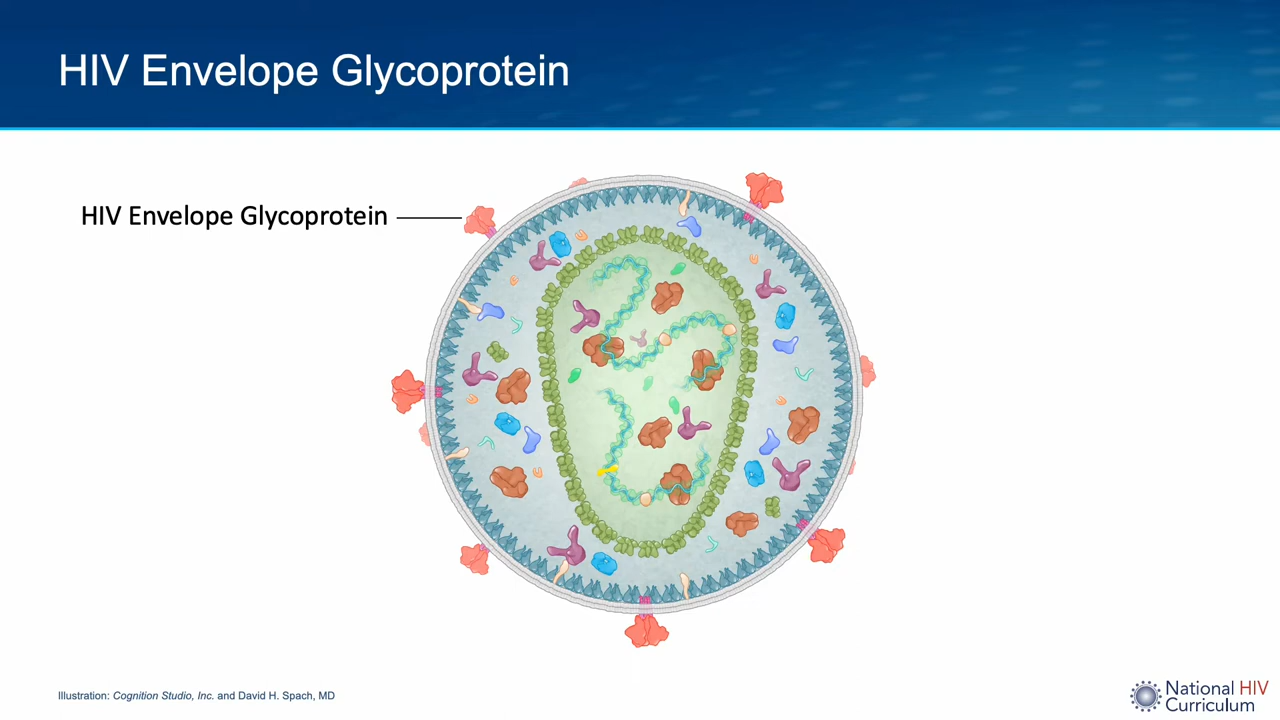 HIV Envelope Glycoprotein
HIV Envelope Glycoprotein
Illustration: Cognition Studio, Inc. and David H. Spach, MD
National HIV
Curriculum